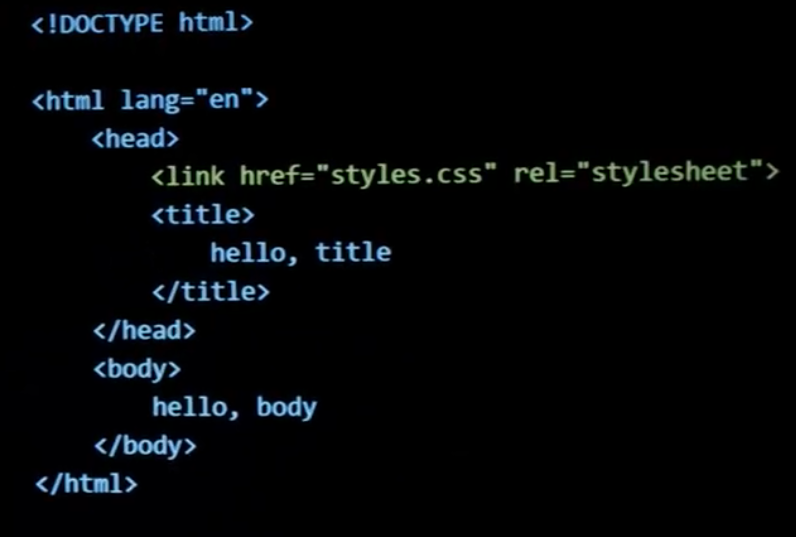 <!DOCTYPE html>
<html lang="en">
<head>
<link href="styles.css" rel="stylesheet">
<title>
hello, title
</title>
</head>
<body>
hello, body
</body>
</html>